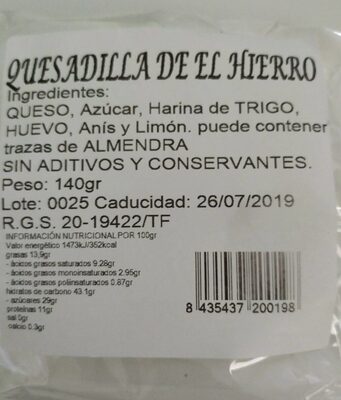 QUESADILLA DE EL HIERRO
Ingredientes:
QUESO, Azúcar, Harina de TRIGO,
HUEVO, Anís y Limón. puede contener
trazas de ALMENDRA
SIN ADITIVOS Y CONSERVANTES.
Peso: 140gr
Lote: 0025 Caducidad: 26/07/2019
R.G.S. 20-19422/TF
INFORMACIÓN NUTRICIONAL POR 100gr
Valor energético 1473kJ/352kcal
grasas 13,9gr
- ácidos grasos saturados 9.28gr
- ácidos grasos monoinsaturados 2.95gr
- ácidos grasos poliinsaturados 0.87gr
hidratos de carbono 43.1gr
- azúcares 29gr
proteínas 11gr
sal 0gr
calcio 0.3gr
8 435437 200198